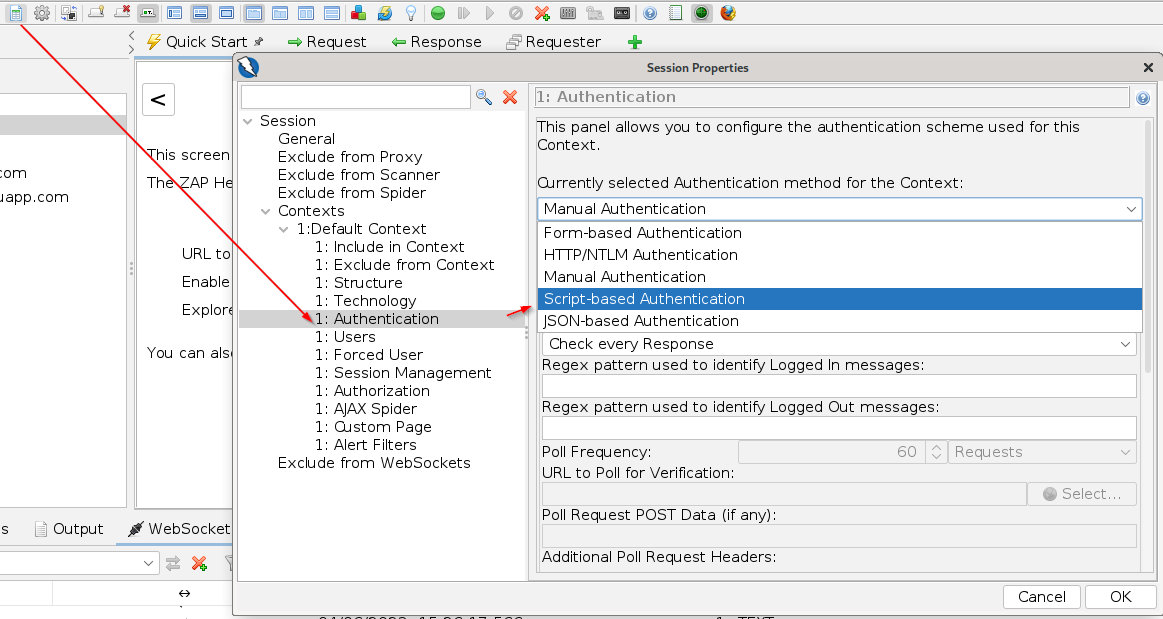 Quick Start
Request
Response
Requester
Session Properties
<
This screen
The ZAP He
com
uapp.com
URL to
Enable
Explore
You can also
s
Output
WebSocket
Session
General
Exclude from Proxy
Exclude from Scanner
Exclude from Spider
Contexts
1:Default Context
1: Include in Context
1: Exclude from Context
1: Structure
1: Technology
1: Authentication
1: Users
1: Forced User
1: Session Management
1: Authorization
1: AJAX Spider
1: Custom Page
1: Alert Filters
Exclude from WebSockets
1: Authentication
This panel allows you to configure the authentication scheme used for this
Context.
Currently selected Authentication method for the Context:
Manual Authentication
Form-based Authentication
HTTP/NTLM Authentication
Manual Authentication
Script-based Authentication
JSON-based Authentication
Check every Response
Regex pattern used to identify Logged In messages:
Regex pattern used to identify Logged Out messages:
Poll Frequency:
60
Requests
URL to Poll for Verification:
Select...
Poll Request POST Data (if any):
Additional Poll Request Headers:
Cancel
OK